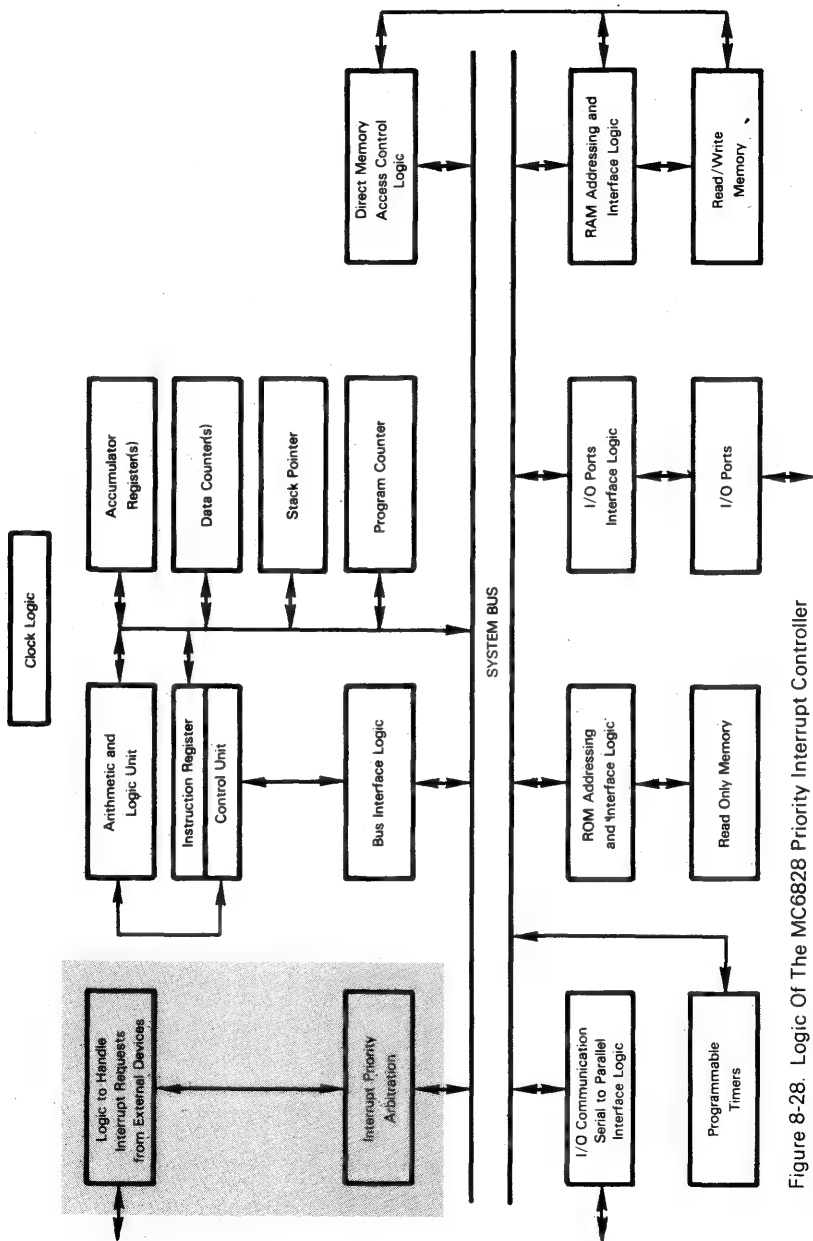 Clock Logic
Logic to Handle
Interrupt Requests
from External Devices
Interrupt Priority
Arbitration
Arithmetic and
Logic Unit
Instruction Register
Control Unit
Bus Interface Logic
Accumulator
Register(s)
Data Counter(s)
Stack Pointer
Program Counter
Direct Memory
Access Control
Logic
SYSTEM BUS
I/O Communication
Serial to Parallel
Interface Logic
Programmable
Timers
ROM Addressing
and Interface Logic
Read Only Memory
I/O Ports
Interface Logic
I/O Ports
RAM Addressing and
Interface Logic
Read/Write
Memory
Figure 8-28. Logic Of The MC6828 Priority Interrupt Controller